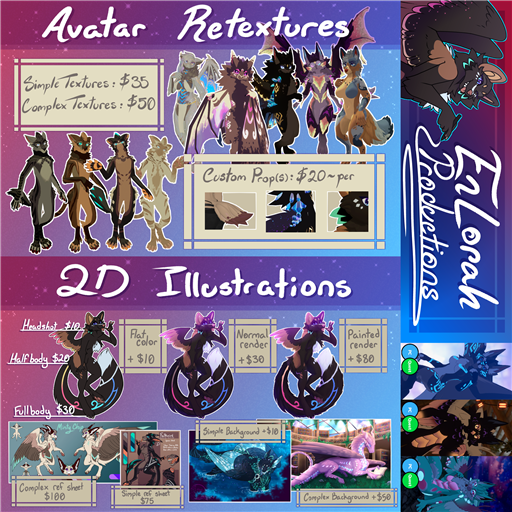 Avatar Retextures
Simple Textures: $35
Complex Textures: $50
Custom Prop(s): $20~per
EnLorah
Productions
2D Illustrations
Headshot $10
Half body $20
Fullbody $30
Flat
color
+ $10
Normal
render
+ $30
Painted
render
+ $80
Complex ref sheet
$100
Simple ref sheet
$75
Simple Background +$10
Complex Background +$50